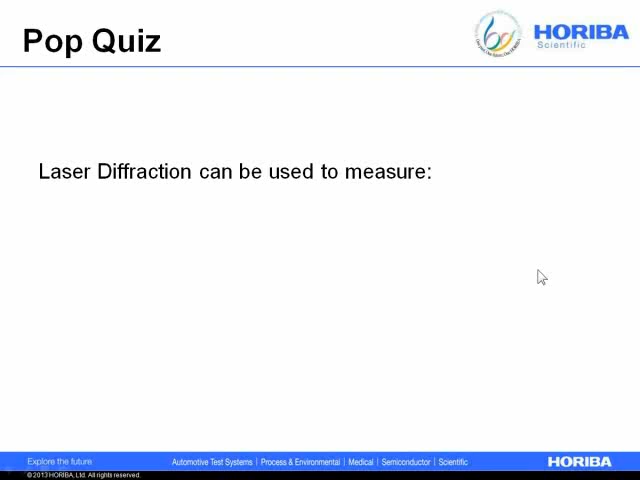 Pop Quiz
HORIBA
Scientific
Laser Diffraction can be used to measure:
Explore the future
Automotive Test Systems | Process & Environmental | Medical | Semiconductor | Scientific
HORIBA
© 2013 HORIBA, Ltd. All rights reserved.